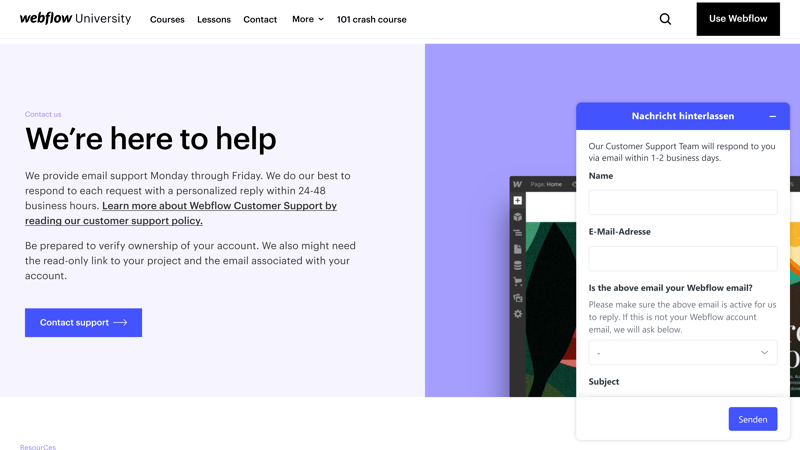 webflow University Courses Lessons Contact More 101 crash course Use Webflow
Contact us
We're here to help
We provide email support Monday through Friday. We do our best to
respond to each request with a personalized reply within 24-48
business hours. Learn more about Webflow Customer Support by
reading our customer support policy.
Be prepared to verify ownership of your account. We also might need
the read-only link to your project and the email associated with your
account.
Contact support
ResourCes
Page: Home
Nachricht hinterlassen
Our Customer Support Team will respond to you
via email within 1-2 business days.
Name
E-Mail-Adresse
Is the above email your Webflow email?
Please make sure the above email is active for us
to reply. If this is not your Webflow account
email, we will ask below.
-
Subject
Senden